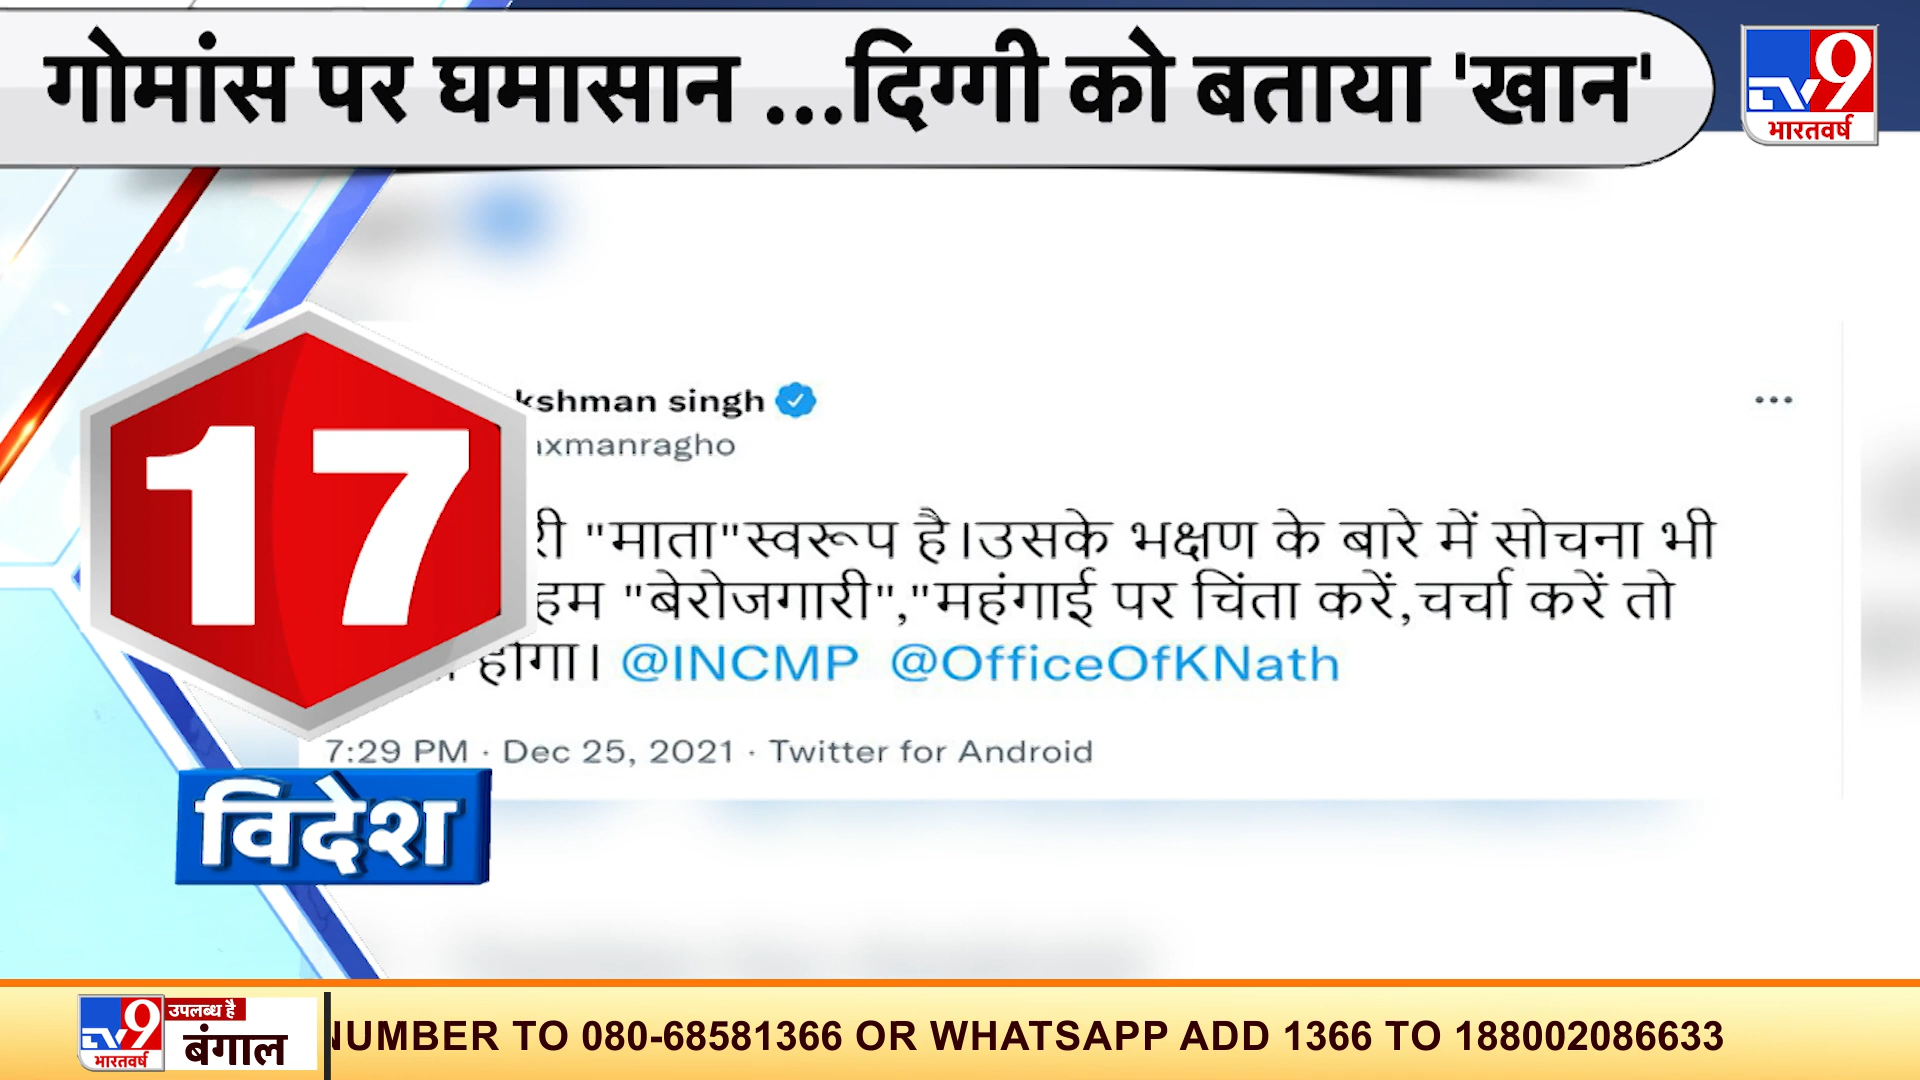 गोमांस पर घमासान ...दिग्गी को बताया 'खान'
TV9
भारतवर्ष
kshman singh
xmanragho
री "माता"स्वरूप है।उसके भक्षण के बारे में सोचना भी
हम "बेरोजगारी","महंगाई पर चिंता करें,चर्चा करें तो
होगा। @INCMP @OfficeOfKNath
7:29 PM · Dec 25, 2021 · Twitter for Android
17
विदेश
TV9
भारतवर्ष
उपलब्ध है
बंगाल
NUMBER TO 080-68581366 OR WHATSAPP ADD 1366 TO 188002086633